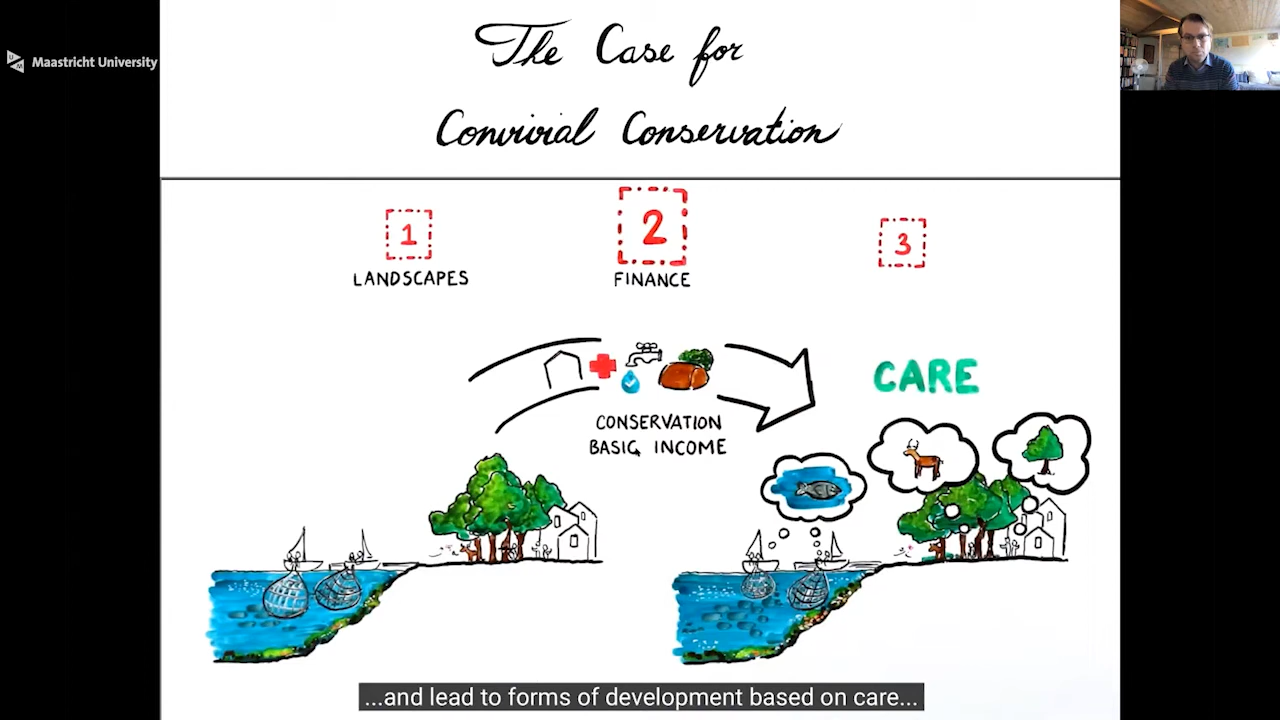 The Case for
Convivial Conservation
Maastricht University
1
2
3
LANDSCAPES
FINANCE
CARE
CONSERVATION
BASIC INCOME
...and lead to forms of development based on care...